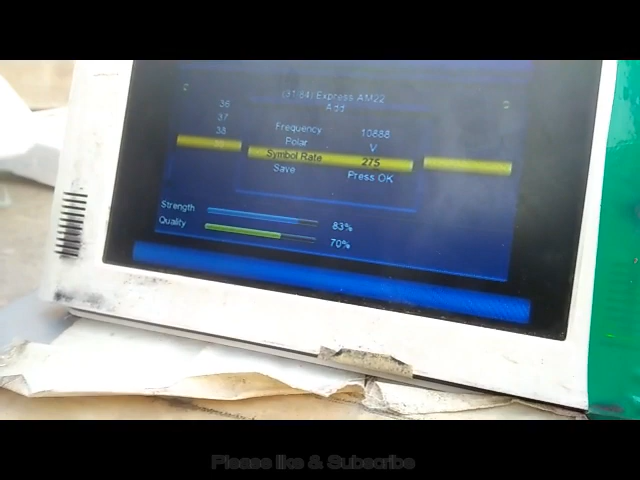 (31/64) Express AM22
Add
36
37
38
Frequency 10888
Polar V
Symbol Rate 275
Save Press OK
Strength 83%
Quality 70%
Please like & Subscribe